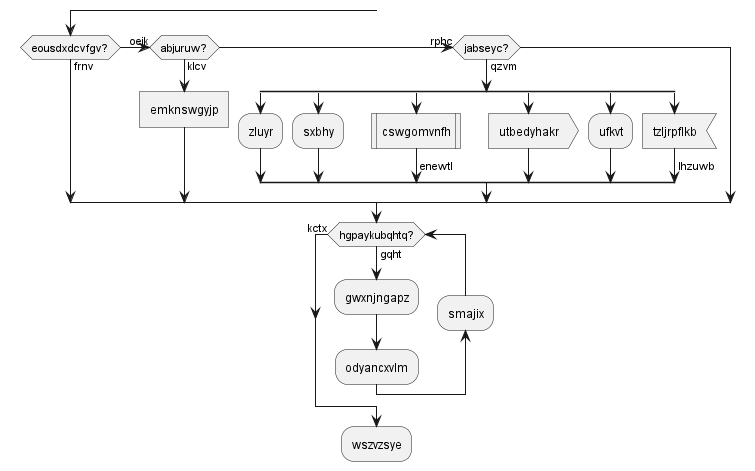 eousdxdcvfgv?
oejk
abjuruw?
rpbc
jabseyc?
frnv
klcv
qzvm
emknswgyjp
zluyr
sxbhy
cswgomvnfh
utbedyhakr
ufkvt
tzljrpflkb
enewtl
lhzuwb
kctx
hgpaykubqhtq?
gqht
gwxnjngapz
smajix
odyancxvlm
wszvzsye